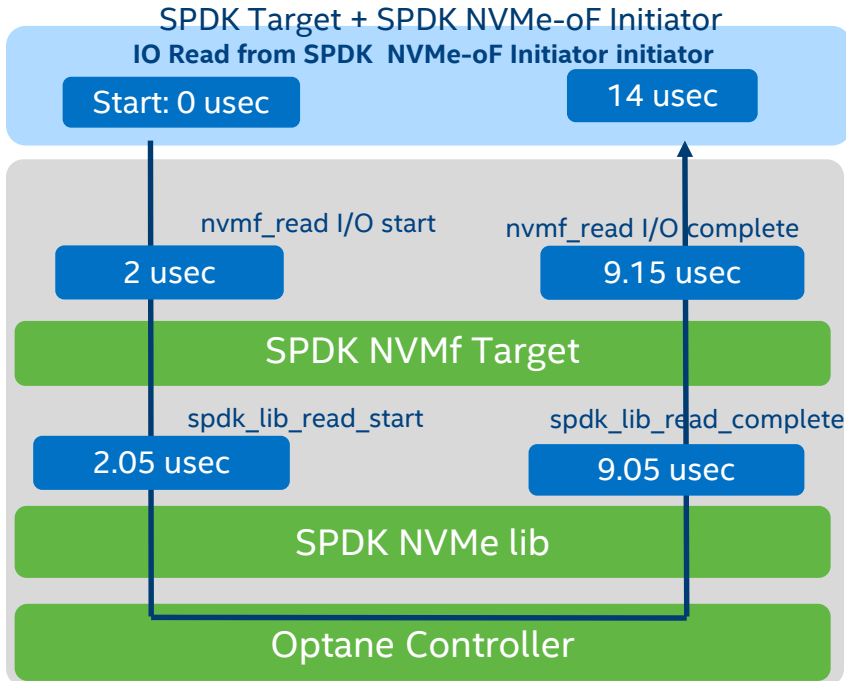 SPDK Target + SPDK NVMe-oF Initiator
IO Read from SPDK NVMe-oF Initiator initiator
Start: 0 usec
14 usec
nvmf_read I/O start
nvmf_read I/O complete
2 usec
9.15 usec
SPDK NVMf Target
spdk_lib_read_start
spdk_lib_read_complete
2.05 usec
9.05 usec
SPDK NVMe lib
Optane Controller